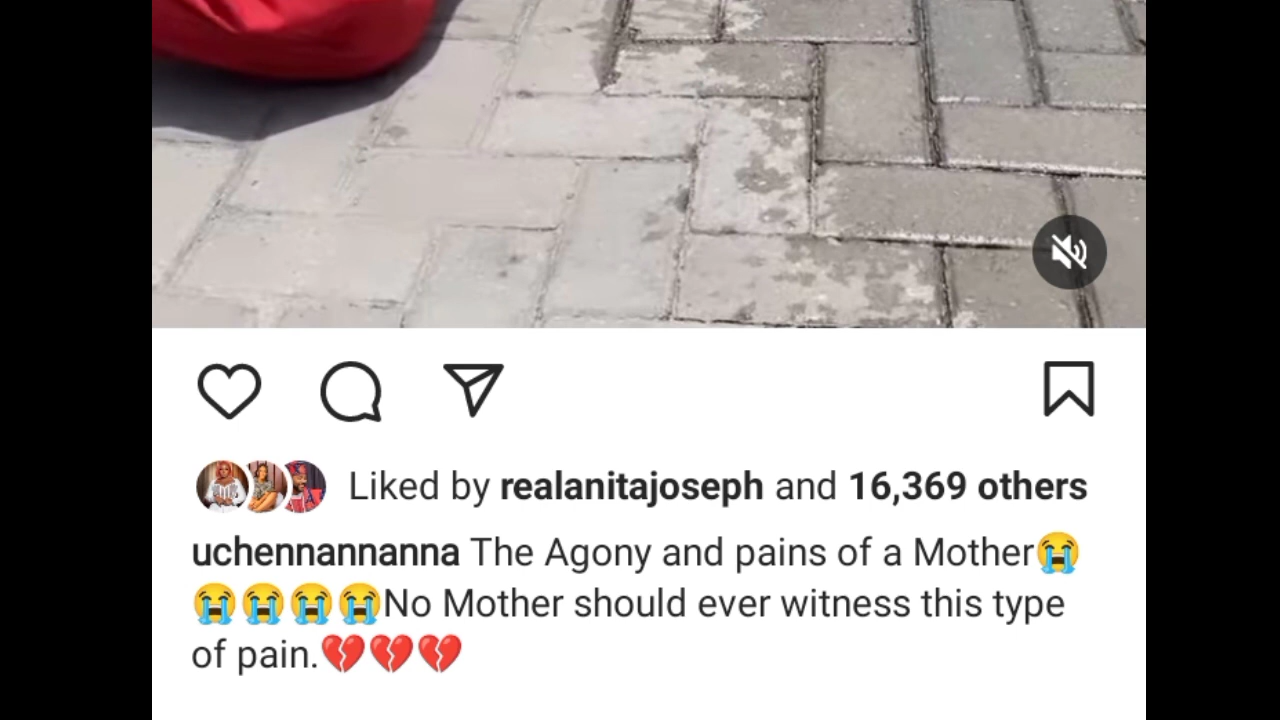 Liked by realanitajoseph and 16,369 others
uchennannanna The Agony and pains of a Mother😭
😭😭😭😭No Mother should ever witness this type
of pain.💔💔💔